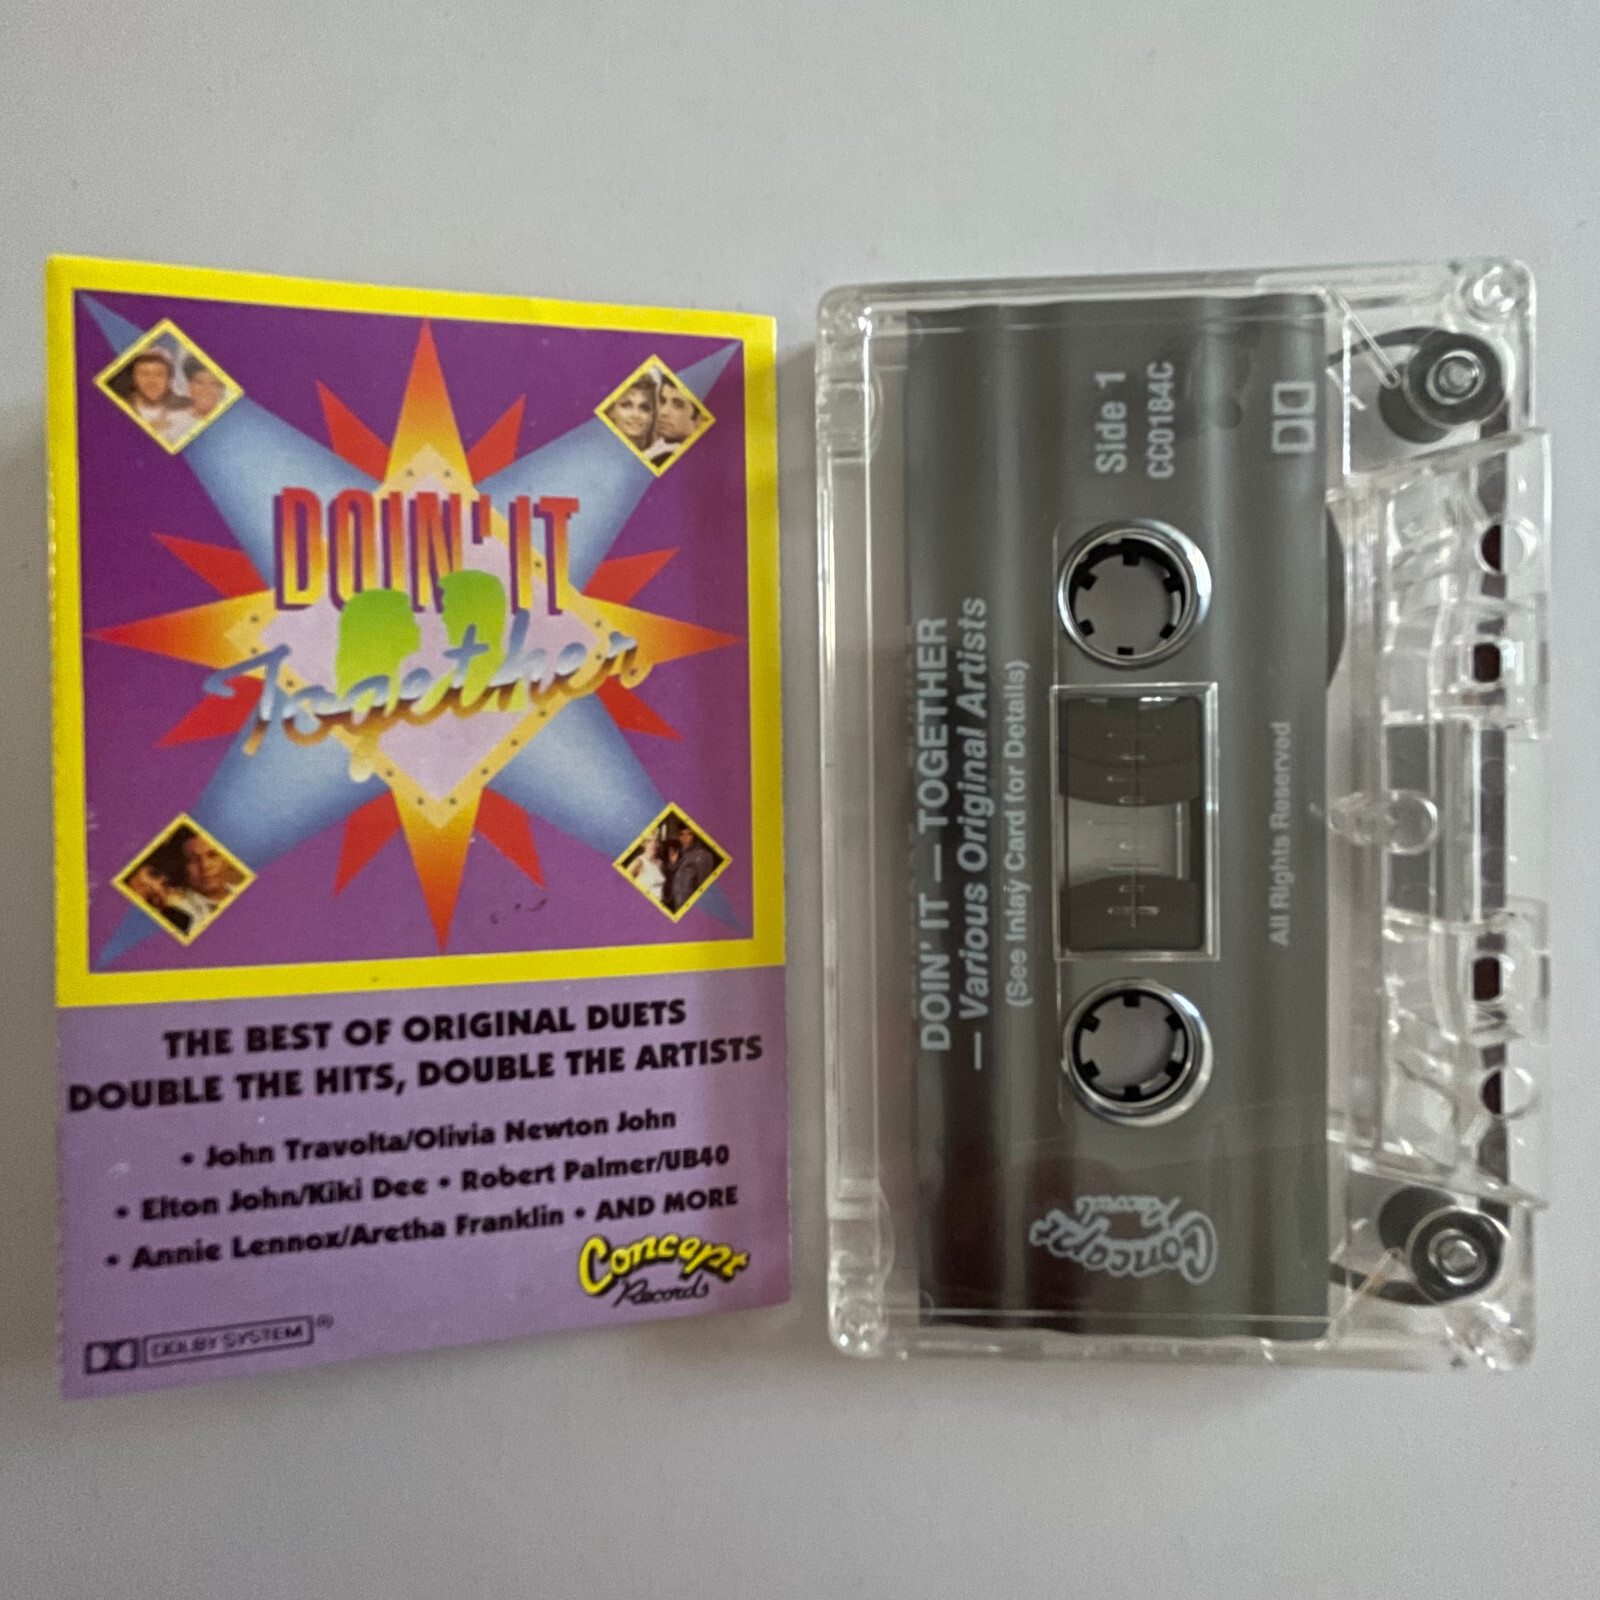 DOIN' IT
Together
THE BEST OF ORIGINAL DUETS
DOUBLE THE HITS, DOUBLE THE ARTISTS
• John Travolta/Olivia Newton John
• Elton John/Kiki Dee • Robert Palmer/UB40
• Annie Lennox/Aretha Franklin • AND MORE
Concept
Records
DOLBY SYSTEM ®
DOIN' IT — TOGETHER
— Various Original Artists
(See Inlay Card for Details)
Side 1
CC0184C
All Rights Reserved
Concept
Records